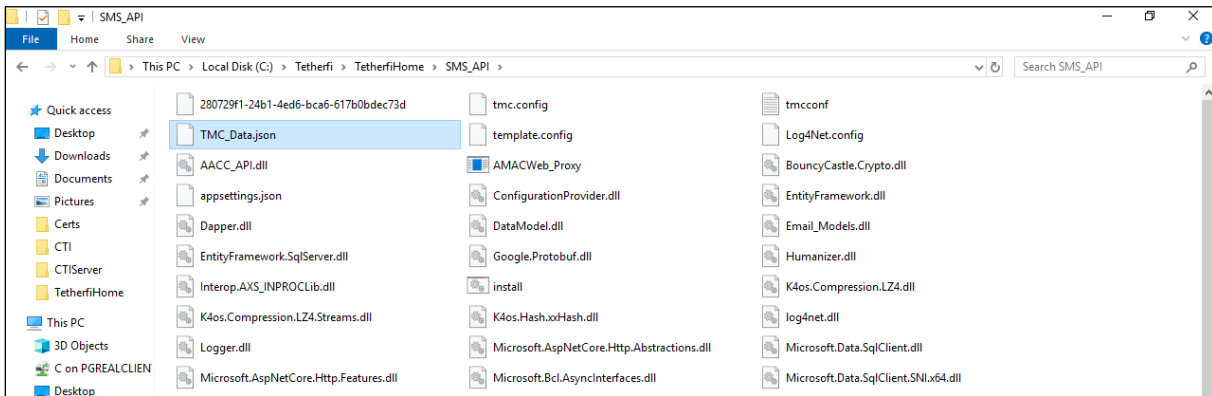 SMS_API
File Home Share View
This PC > Local Disk (C:) > Tetherfi > TetherfiHome > SMS_API >
Search SMS_API
Quick access
Desktop
Downloads
Documents
Pictures
Certs
CTI
CTIServer
TetherfiHome
This PC
3D Objects
C on PGREALCLIEN
Desktop
280729f1-24b1-4ed6-bca6-617b0bdec73d tmc.config tmcconf
TMC_Data.json template.config Log4Net.config
AACC_API.dll AMACWeb_Proxy BouncyCastle.Crypto.dll
appsettings.json ConfigurationProvider.dll EntityFramework.dll
Dapper.dll DataModel.dll Email_Models.dll
EntityFramework.SqlServer.dll Google.Protobuf.dll Humanizer.dll
Interop.AXS_INPROCLib.dll install K4os.Compression.LZ4.dll
K4os.Compression.LZ4.Streams.dll K4os.Hash.xxHash.dll log4net.dll
Logger.dll Microsoft.AspNetCore.Http.Abstractions.dll Microsoft.Data.SqlClient.dll
Microsoft.AspNetCore.Http.Features.dll Microsoft.Bcl.AsyncInterfaces.dll Microsoft.Data.SqlClient.SNI.x64.dll